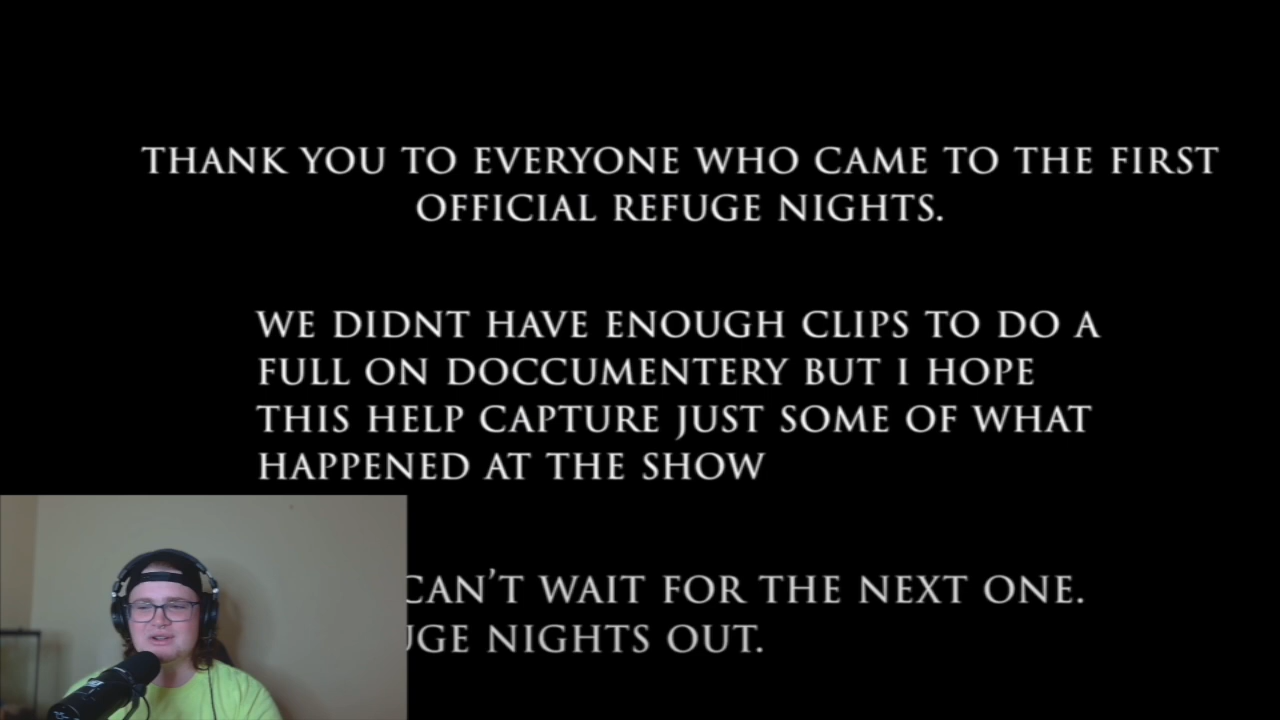 THANK YOU TO EVERYONE WHO CAME TO THE FIRST
OFFICIAL REFUGE NIGHTS.
WE DIDNT HAVE ENOUGH CLIPS TO DO A
FULL ON DOCCUMENTERY BUT I HOPE
THIS HELP CAPTURE JUST SOME OF WHAT
HAPPENED AT THE SHOW
CAN'T WAIT FOR THE NEXT ONE.
NIGHTS OUT.